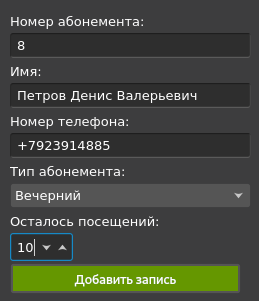 Номер абонемента:
8
Имя:
Петров Денис Валерьевич
Номер телефона:
+7923914885
Тип абонемента:
Вечерний
Осталось посещений:
10
Добавить запись